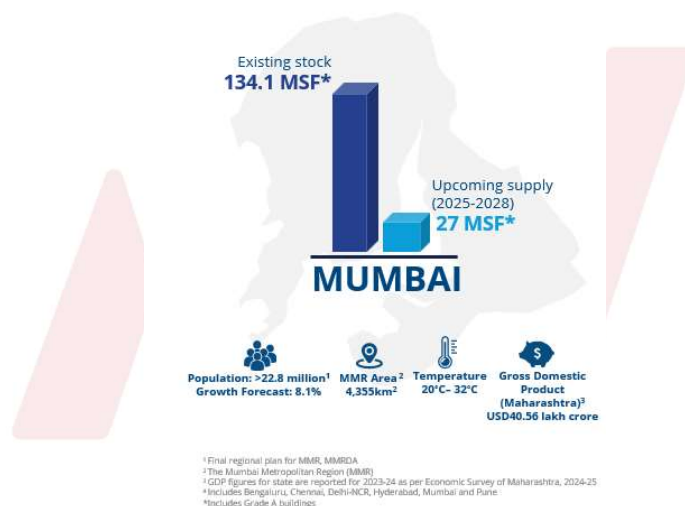 Existing stock
134.1 MSF*
Upcoming supply
(2025-2028)
27 MSF*
MUMBAI
Population: >22.8 million¹
Growth Forecast: 8.1%
MMR Area²
4,355km²
Temperature
20°C– 32°C
$
Gross Domestic
Product
(Maharashtra)³
USD40.56 lakh crore
¹ Final regional plan for MMR, MMRDA
² The Mumbai Metropolitan Region (MMR)
³ GDP figures for state are reported for 2023-24 as per Economic Survey of Maharashtra, 2024-25
Includes Bengaluru, Chennai, Delhi-NCR, Hyderabad, Mumbai and Pune
*Includes Grade A buildings